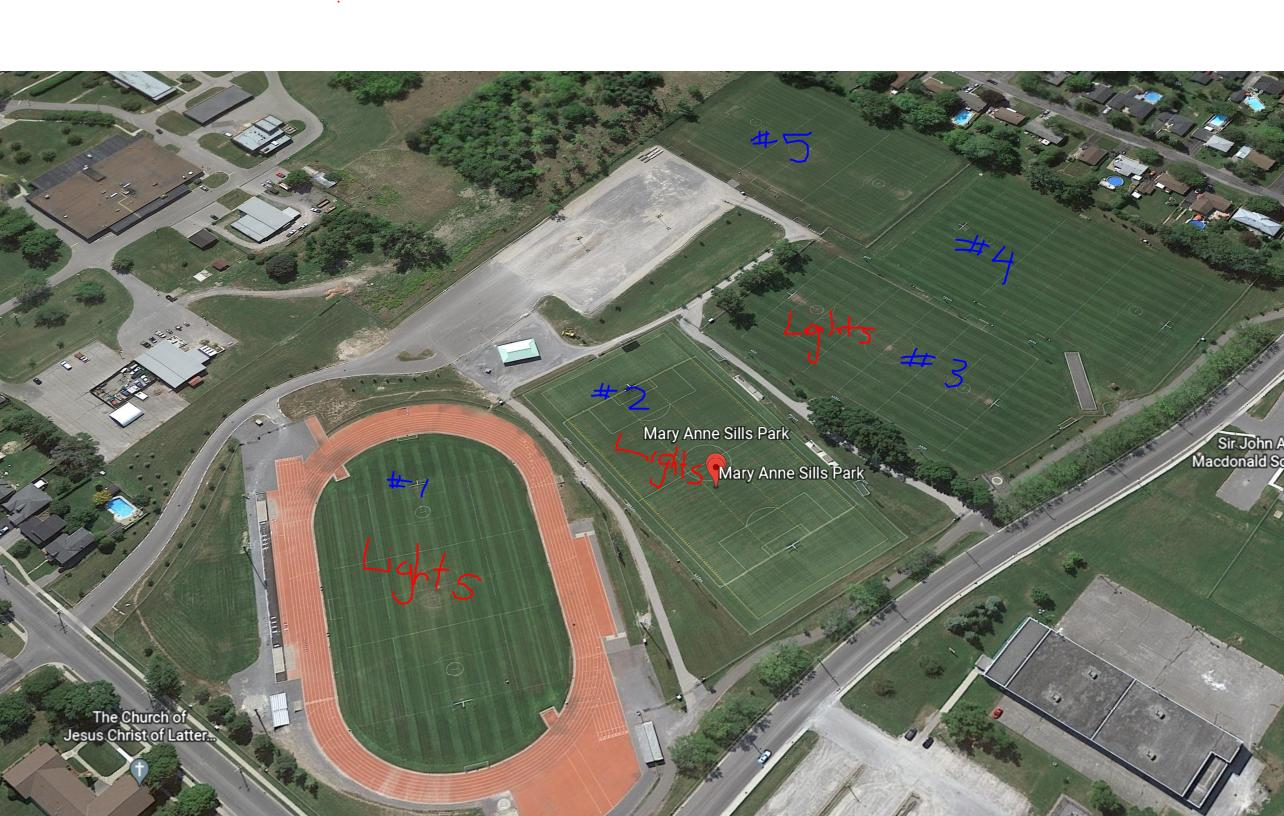 #5
#4
Lights
#3
#2
Mary Anne Sills Park
Lights
Mary Anne Sills Park
Sir John A
Macdonald Sc
#1
Lights
The Church of
Jesus Christ of Latter...